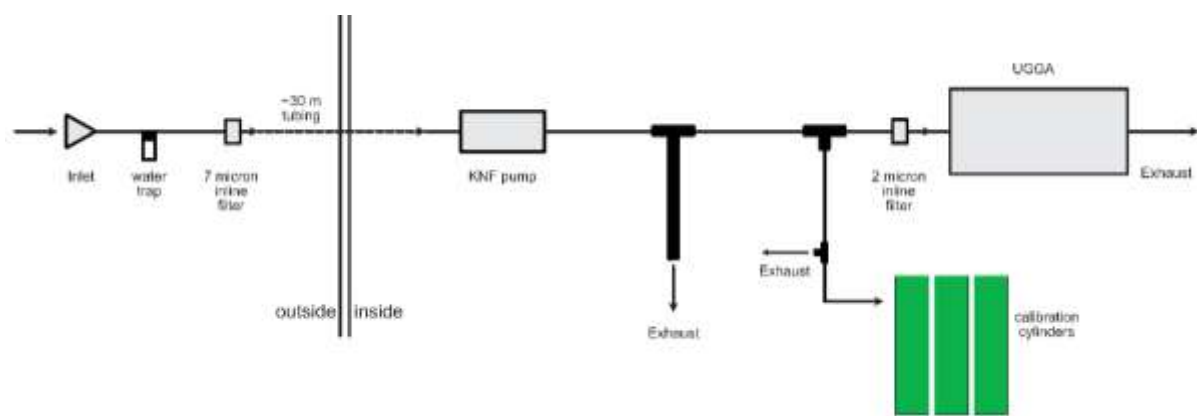 UGGA
~30 m
tubing
Inlet
water
trap
7 micron
inline
filter
KNF pump
2 micron
inline
filter
Exhaust
Exhaust
outside
inside
Exhaust
calibration
cylinders